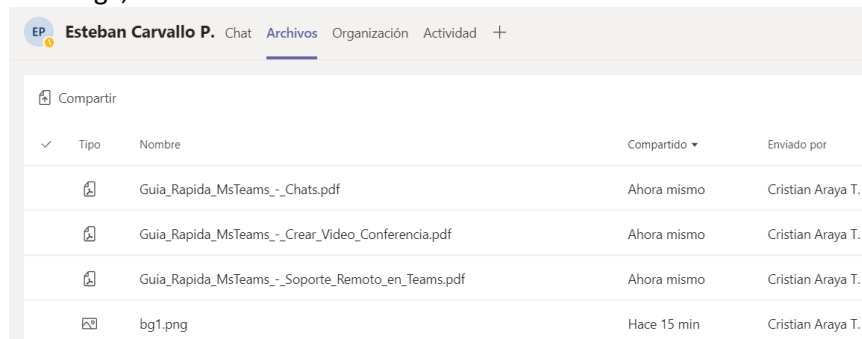 EP Esteban Carvallo P. Chat Archivos Organización Actividad
Compartir
Tipo Nombre Compartido Enviado por
Guia_Rapida_MsTeams_-_Chats.pdf Ahora mismo Cristian Araya T.
Guia_Rapida_MsTeams_-_Crear_Video_Conferencia.pdf Ahora mismo Cristian Araya T.
Guia_Rapida_MsTeams_-_Soporte_Remoto_en_Teams.pdf Ahora mismo Cristian Araya T.
bg1.png Hace 15 min Cristian Araya T.